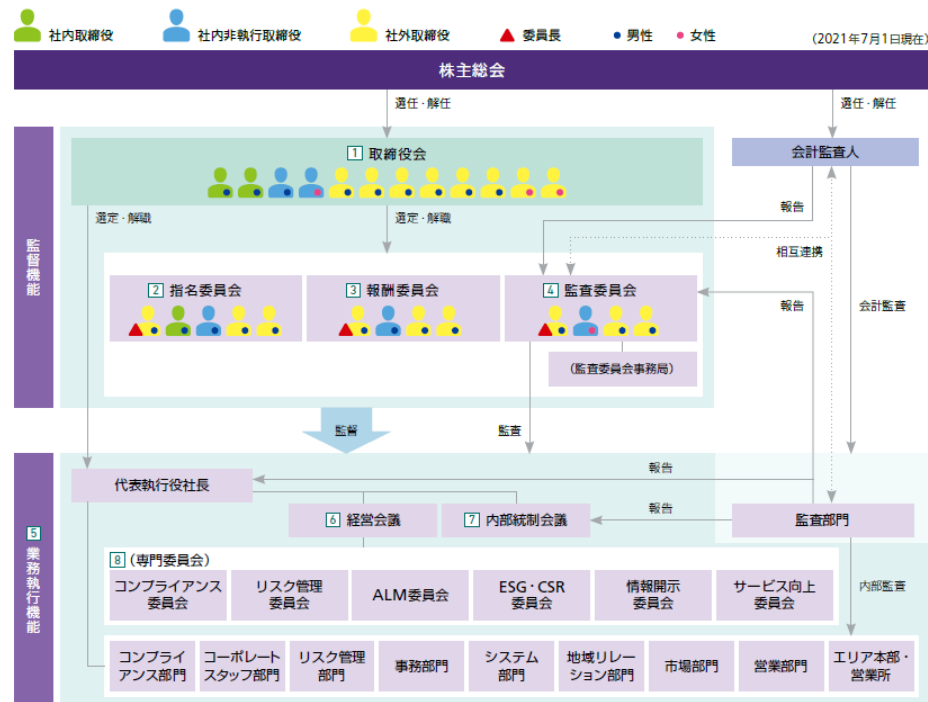 社内取締役
社内非執行取締役
社外取締役
委員長
男性
女性
(2021年7月1日現在)
株主総会
選任・解任
選任・解任
監督機能
1 取締役会
会計監査人
選定・解職
選定・解職
報告
相互連携
2 指名委員会
3 報酬委員会
4 監査委員会
報告
会計監査
(監査委員会事務局)
監督
監査
5 業務執行機能
代表執行役社長
報告
6 経営会議
7 内部統制会議
報告
監査部門
8 (専門委員会)
コンプライアンス
委員会
リスク管理
委員会
ALM委員会
ESG・CSR
委員会
情報開示
委員会
サービス向上
委員会
内部監査
コンプライ
アンス部門
コーポレート
スタッフ部門
リスク管理
部門
事務部門
システム
部門
地域リレー
ション部門
市場部門
営業部門
エリア本部・
営業所